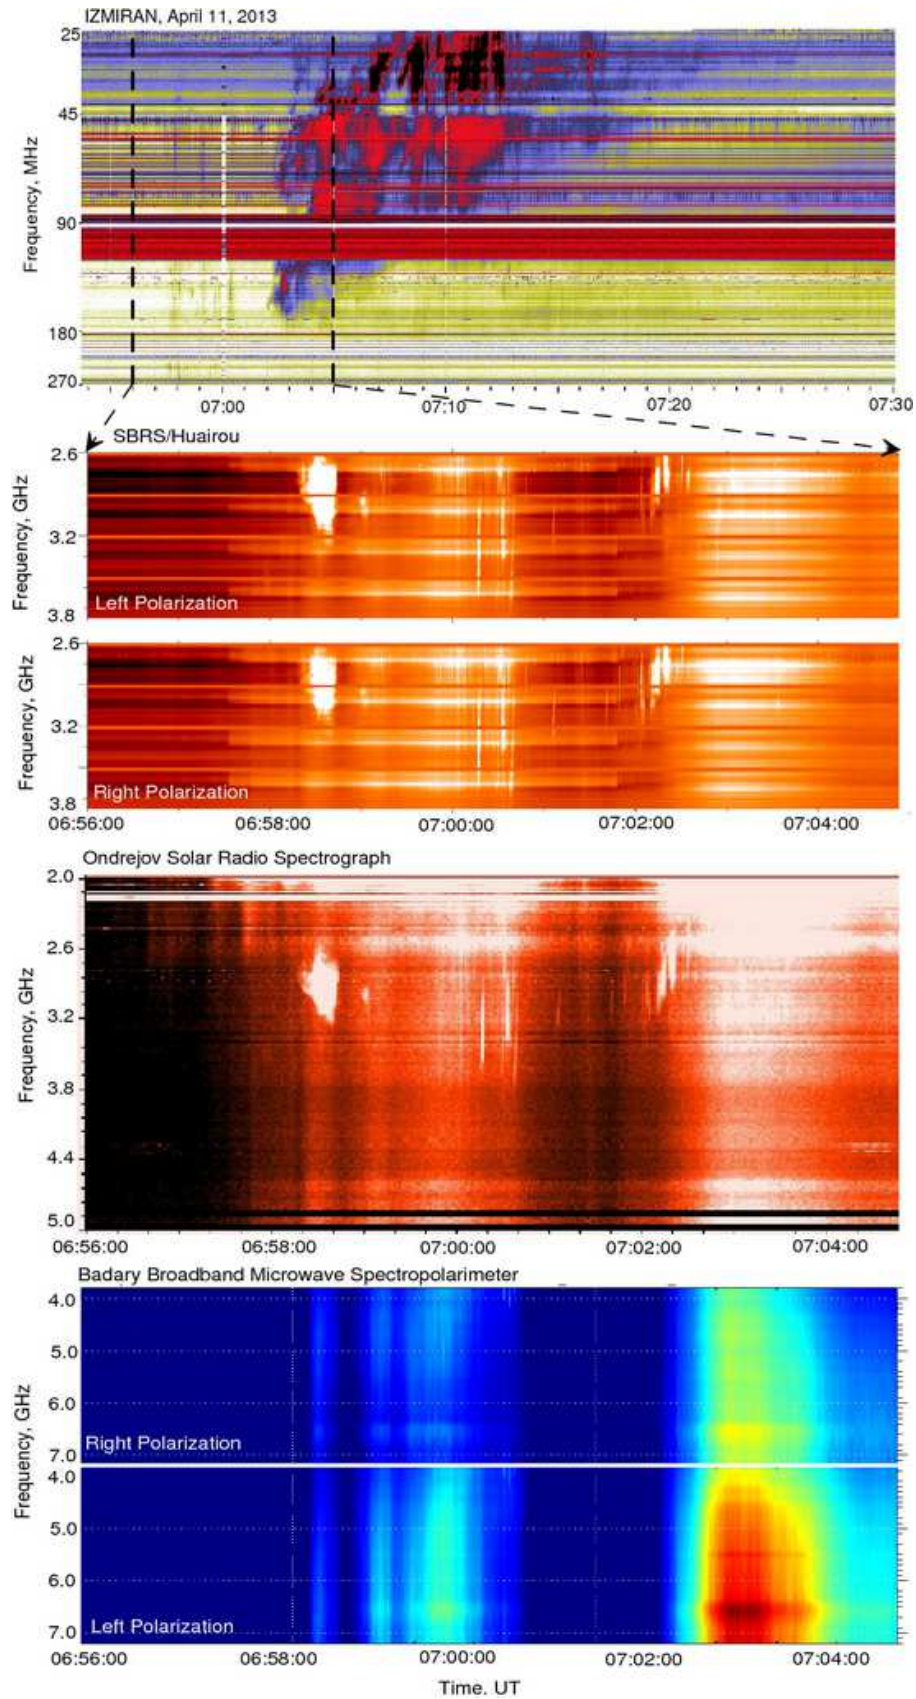 IZMIRAN, April 11, 2013
25
45
90
180
270
Frequency, MHz
07:00 07:10 07:20 07:30
SBRS/Huairou
2.6
3.2
3.8
Frequency, GHz
Left Polarization
2.6
3.2
3.8
Frequency, GHz
Right Polarization
06:56:00 06:58:00 07:00:00 07:02:00 07:04:00
Ondrejov Solar Radio Spectrograph
2.0
2.6
3.2
3.8
4.4
5.0
Frequency, GHz
06:56:00 06:58:00 07:00:00 07:02:00 07:04:00
Badary Broadband Microwave Spectropolarimeter
4.0
5.0
6.0
7.0
Right Polarization
Frequency, GHz
4.0
5.0
6.0
7.0
Left Polarization
06:56:00 06:58:00 07:00:00 07:02:00 07:04:00
Time. UT